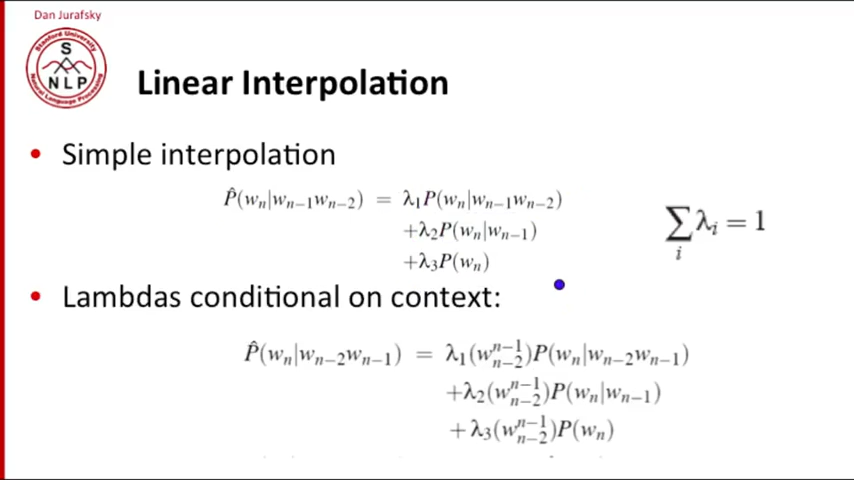 Dan Jurafsky
Stanford University
S
NLP
Natural Language Processing
Linear Interpolation
• Simple interpolation
P̂(wₙ|wₙ₋₁wₙ₋₂) = λ₁P(wₙ|wₙ₋₁wₙ₋₂)
+λ₂P(wₙ|wₙ₋₁)
+λ₃P(wₙ)
∑ᵢ λᵢ = 1
• Lambdas conditional on context:
P̂(wₙ|wₙ₋₂wₙ₋₁) = λ₁(wₙ₋₂ⁿ⁻¹)P(wₙ|wₙ₋₂wₙ₋₁)
+λ₂(wₙ₋₂ⁿ⁻¹)P(wₙ|wₙ₋₁)
+λ₃(wₙ₋₂ⁿ⁻¹)P(wₙ)